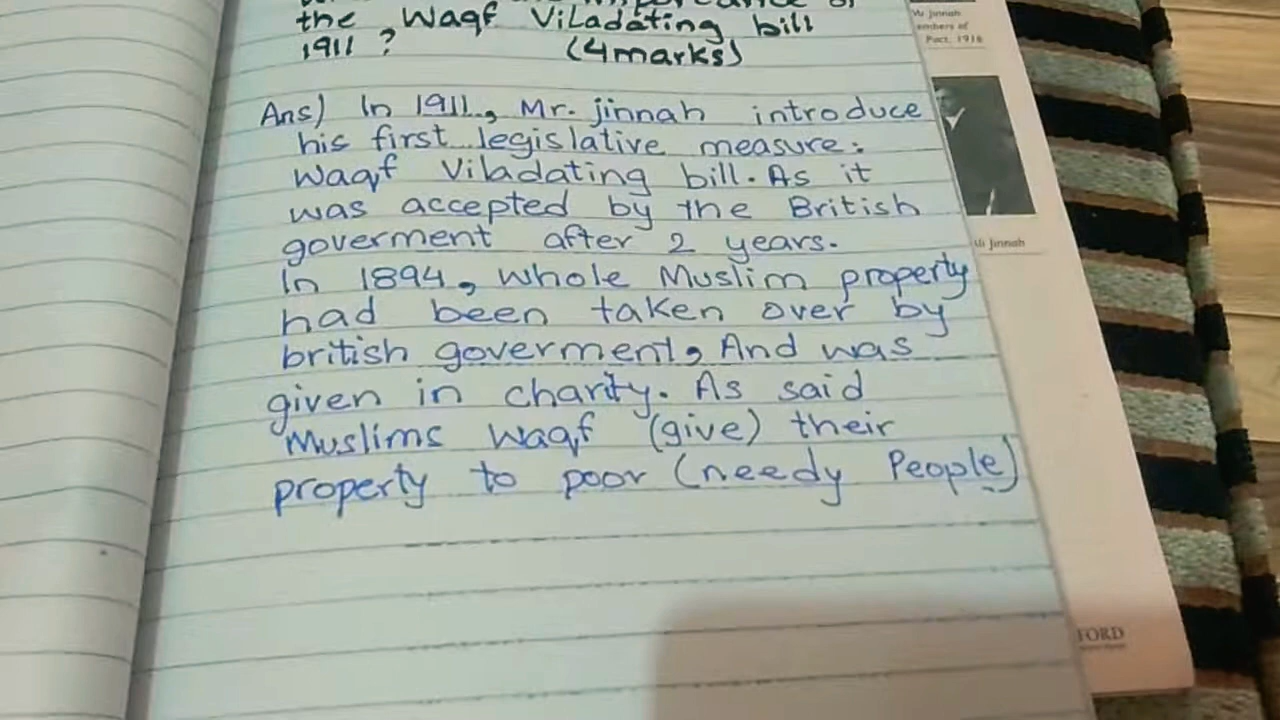 the Waqf Viladating bill
1911 ? (4marks)
Ans) In 1911, Mr. jinnah introduce
his first legislative measure:
Waqf Viladating bill. As it
was accepted by the British
goverment after 2 years.
In 1894, whole Muslim property
had been taken over by
british goverment, And was
given in charity. As said
Muslims waqf (give) their
property to poor (needy People)
Jinnah
embers of
Pact, 1916
Jinnah
FORD